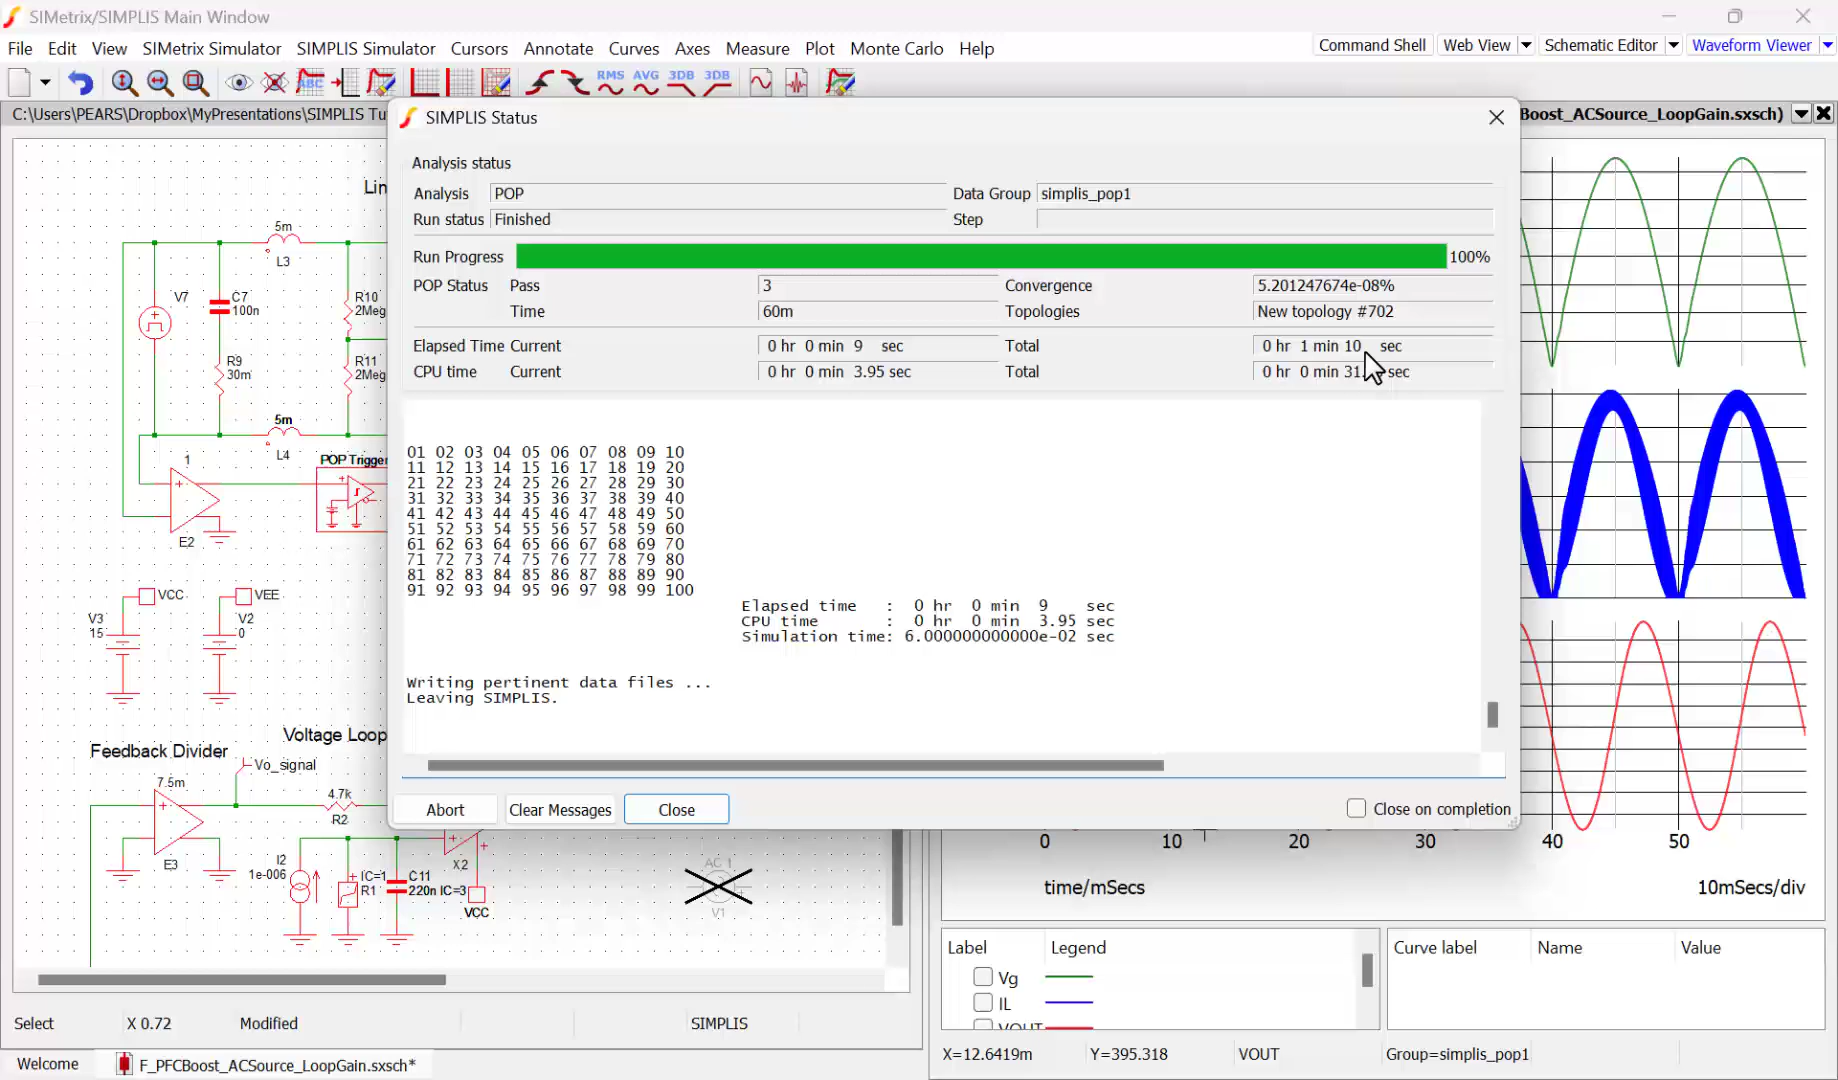 SIMetrix/SIMPLIS Main Window
File Edit View SIMetrix Simulator SIMPLIS Simulator Cursors Annotate Curves Axes Measure Plot Monte Carlo Help
Command Shell Web View Schematic Editor Waveform Viewer
ABC RMS AVG 3DB 3DB
C:\Users\PEARS\Dropbox\MyPresentations\SIMPLIS Tu
Boost_ACSource_LoopGain.sxsch)
SIMPLIS Status
Analysis status
Analysis POP Data Group simplis_pop1
Run status Finished Step
Run Progress 100%
POP Status Pass 3 Convergence 5.201247674e-08%
Time 60m Topologies New topology #702
Elapsed Time Current 0 hr 0 min 9 sec Total 0 hr 1 min 10 sec
CPU time Current 0 hr 0 min 3.95 sec Total 0 hr 0 min 31. sec
01 02 03 04 05 06 07 08 09 10
11 12 13 14 15 16 17 18 19 20
21 22 23 24 25 26 27 28 29 30
31 32 33 34 35 36 37 38 39 40
41 42 43 44 45 46 47 48 49 50
51 52 53 54 55 56 57 58 59 60
61 62 63 64 65 66 67 68 69 70
71 72 73 74 75 76 77 78 79 80
81 82 83 84 85 86 87 88 89 90
91 92 93 94 95 96 97 98 99 100
Elapsed time : 0 hr 0 min 9 sec
CPU time : 0 hr 0 min 3.95 sec
Simulation time: 6.000000000000e-02 sec
Writing pertinent data files ...
Leaving SIMPLIS.
Abort Clear Messages Close Close on completion
Lin
5m
L3
V7
C7
100n
R10
2Meg
R9
30m
R11
2Meg
5m
L4
1
POP Trigger
E2
VCC
VEE
V3
15
V2
0
Voltage Loop
Feedback Divider
Vo_signal
7.5m
4.7k
R2
E3
I2
1e-006
IC=1
R1
C11
220n IC=3
X2
VCC
AC 1
V1
0 10 20 30 40 50
time/mSecs 10mSecs/div
Label Legend
Vg
IL
VOUT
Curve label Name Value
Select X 0.72 Modified SIMPLIS
X=12.6419m Y=395.318 VOUT Group=simplis_pop1
Welcome F_PFCBoost_ACSource_LoopGain.sxsch*